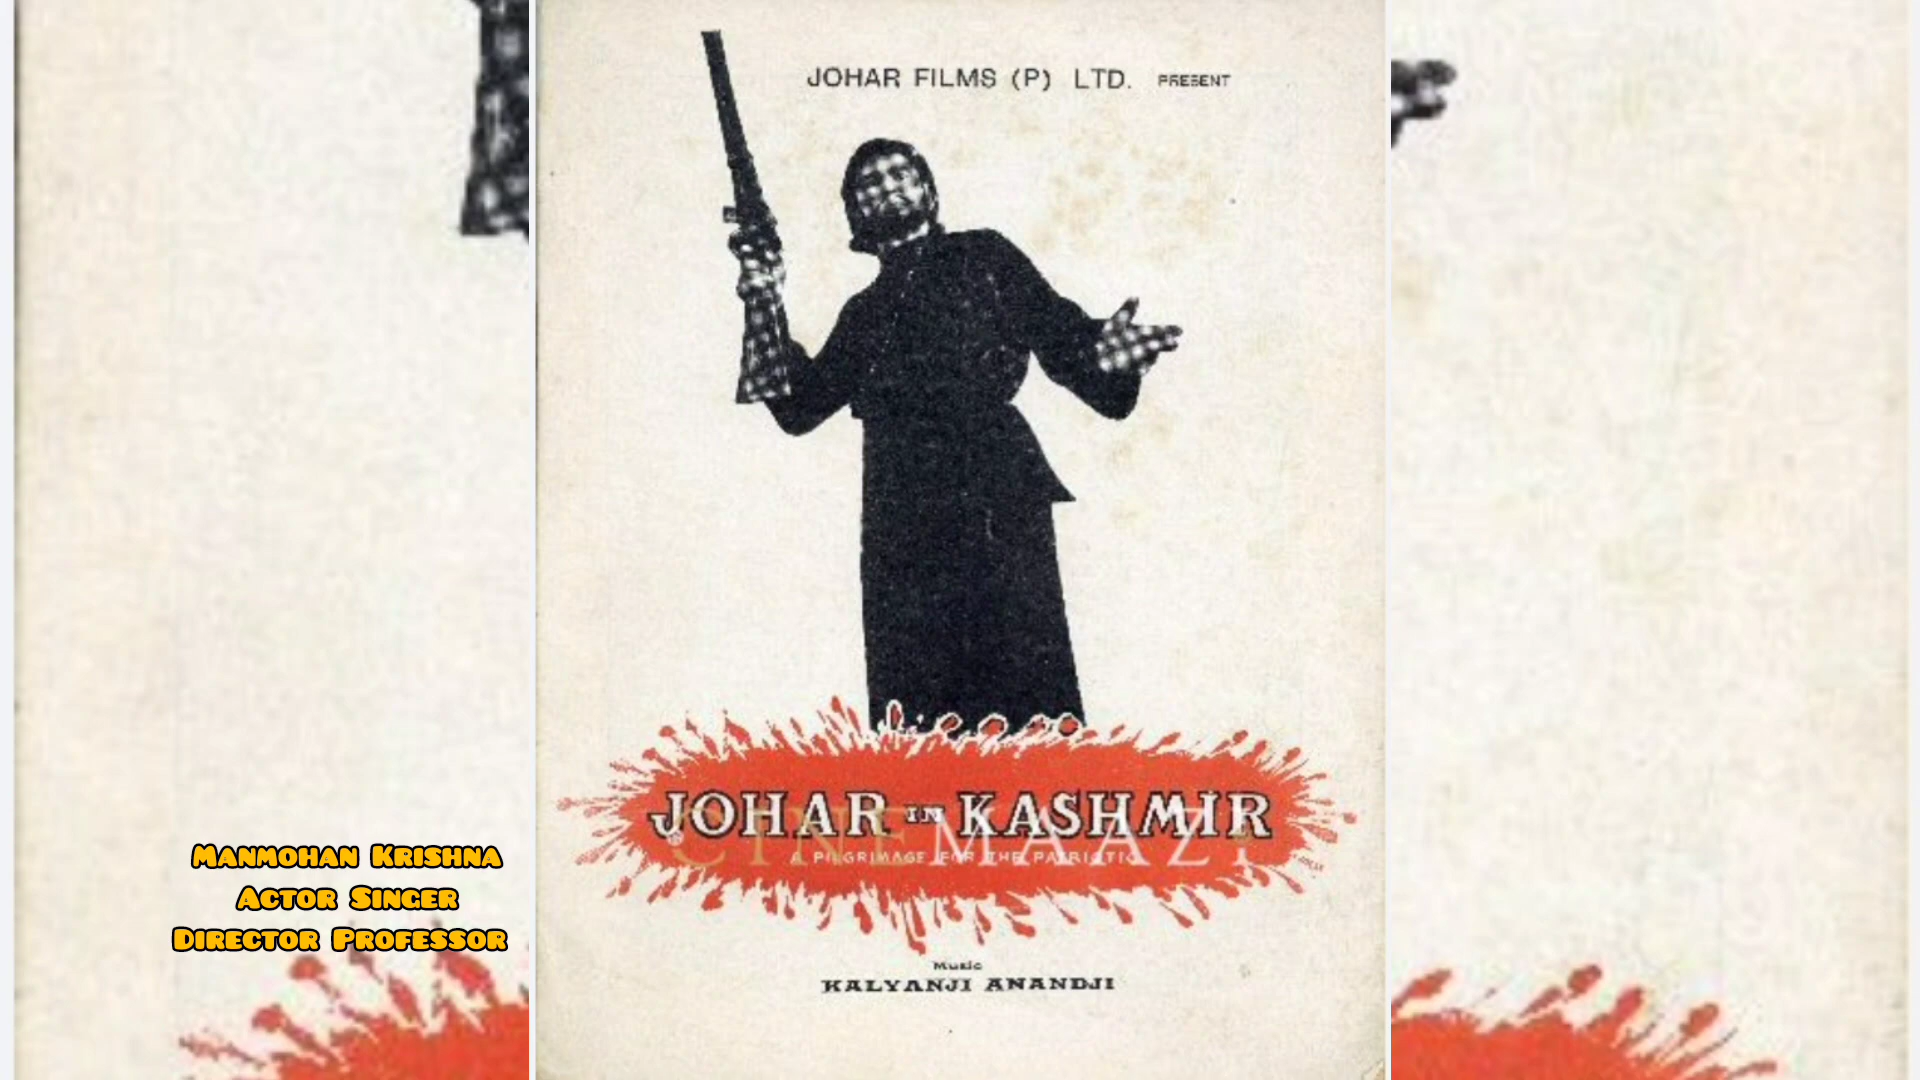 JOHAR FILMS (P) LTD. PRESENT
JOHAR IN KASHMIR
CINEMAAZI
A PILGRIMAGE FOR THE PATRIOTIC
Music
KALYANJI ANANDJI
MANMOHAN KRISHNA
ACTOR SINGER
DIRECTOR PROFESSOR